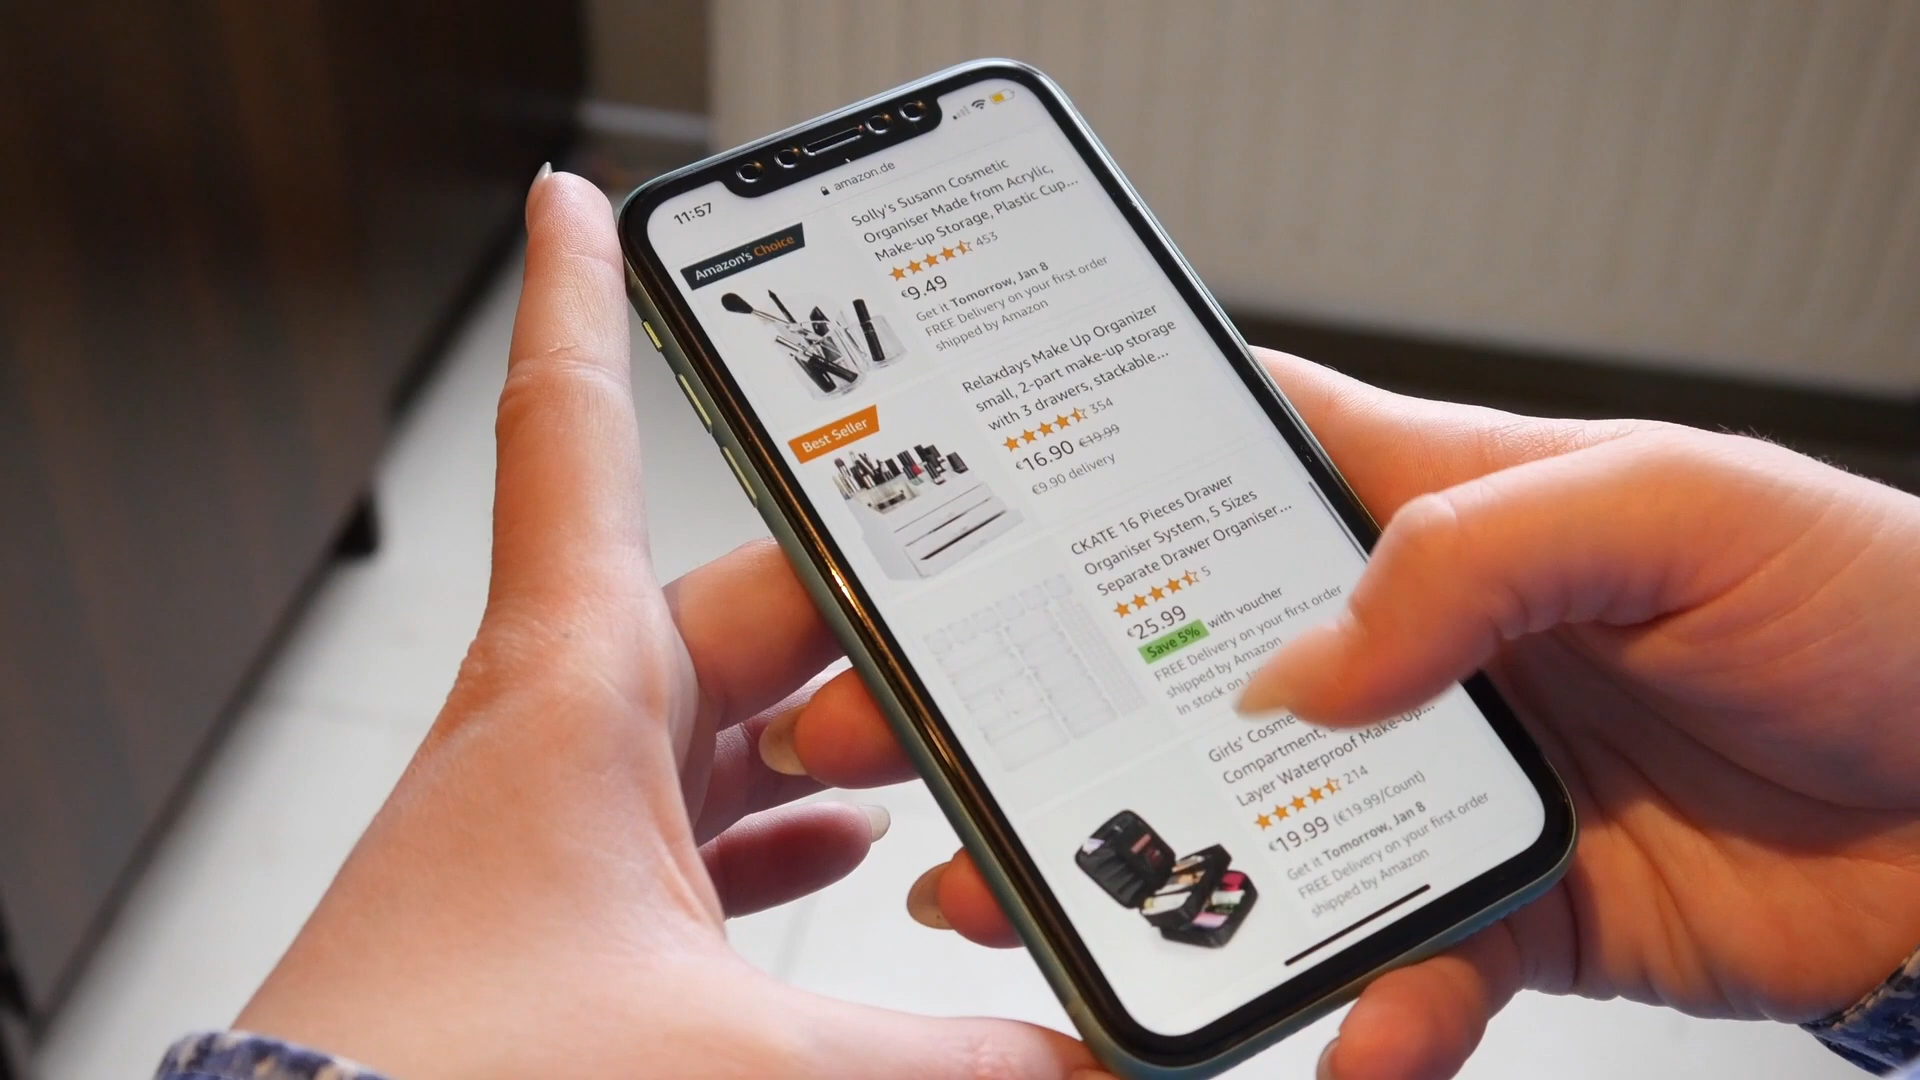 11:57
amazon.de
Amazon's Choice
Solly's Susann Cosmetic
Organiser Made from Acrylic,
Make-up Storage, Plastic Cup...
453
€9.49
Get it Tomorrow, Jan 8
FREE Delivery on your first order
shipped by Amazon
Best Seller
Relaxdays Make Up Organizer
small, 2-part make-up storage
with 3 drawers, stackable...
354
€16.90 €19.99
€9.90 delivery
CKATE 16 Pieces Drawer
Organiser System, 5 Sizes
Separate Drawer Organiser...
5
€25.99
Save 5% with voucher
FREE Delivery on your first order
shipped by Amazon
In stock on
Girls' Cosme
Compartment,
Layer Waterproof Make-Up...
214
€19.99 (€19.99/Count)
Get it Tomorrow, Jan 8
FREE Delivery on your first order
shipped by Amazon